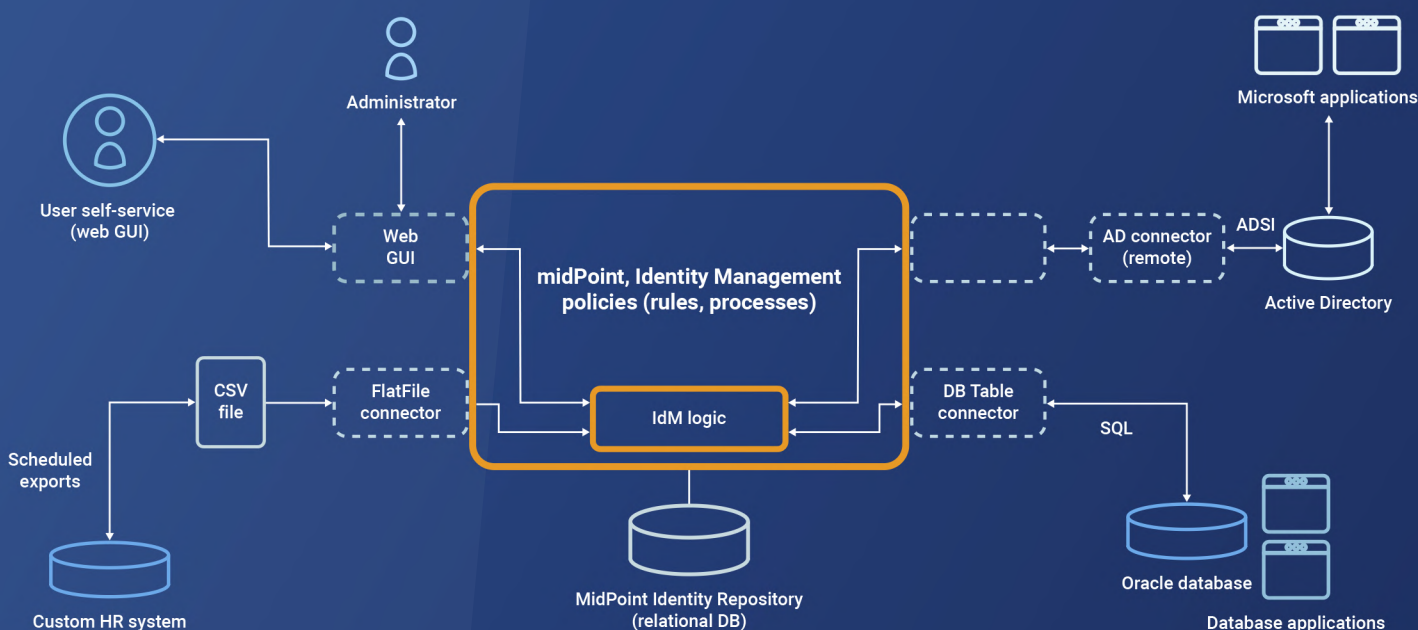 Administrator
Microsoft applications
User self-service
(web GUI)
Web
GUI
midPoint, Identity Management
policies (rules, processes)
AD connector
(remote)
ADSI
Active Directory
CSV
file
FlatFile
connector
IdM logic
DB Table
connector
SQL
Scheduled
exports
Custom HR system
MidPoint Identity Repository
(relational DB)
Oracle database
Database applications